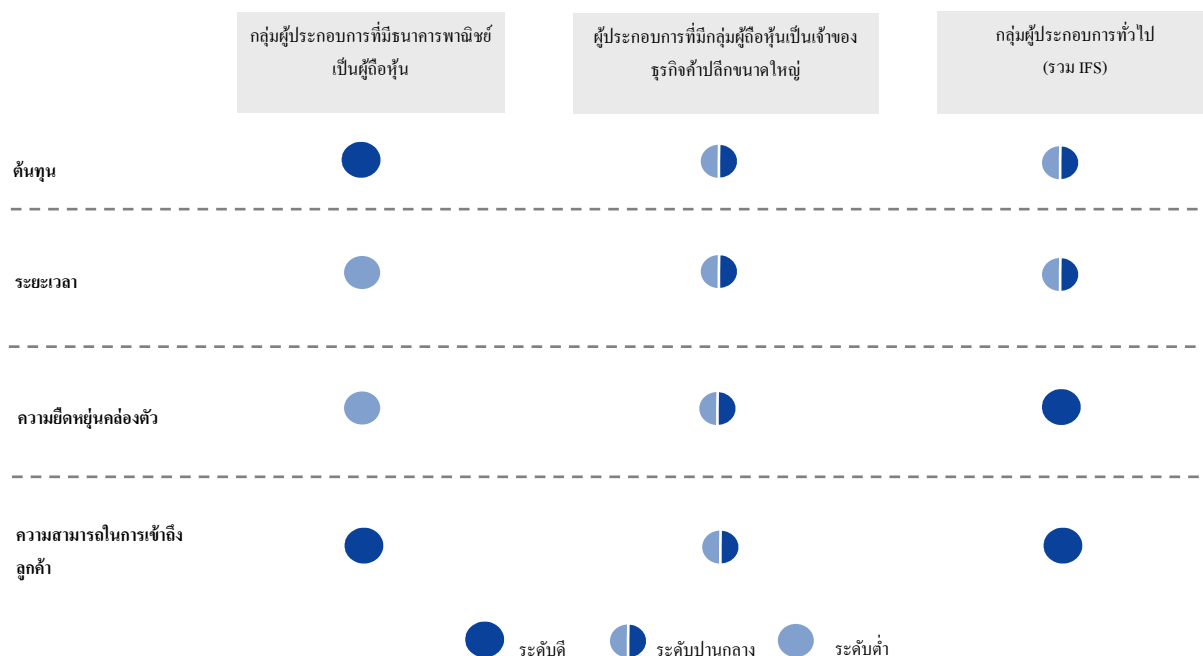 กลุ่มผู้ประกอบการที่มีธนาคารพาณิชย์
เป็นผู้ถือหุ้น
ผู้ประกอบการที่มีกลุ่มผู้ถือหุ้นเป็นเจ้าของ
ธุรกิจค้าปลีกขนาดใหญ่
กลุ่มผู้ประกอบการทั่วไป
(รวม IFS)
ต้นทุน
ระยะเวลา
ความยืดหยุ่นคล่องตัว
ความสามารถในการเข้าถึง
ลูกค้า
ระดับดี
ระดับปานกลาง
ระดับต่ำ